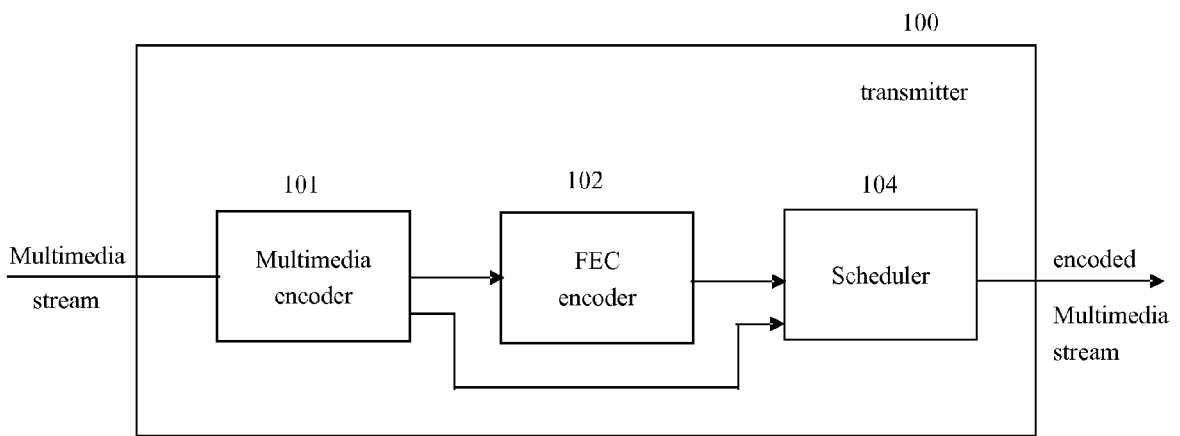 100
transmitter
101
102
104
Multimedia
stream
Multimedia
encoder
FEC
encoder
Scheduler
encoded
Multimedia
stream